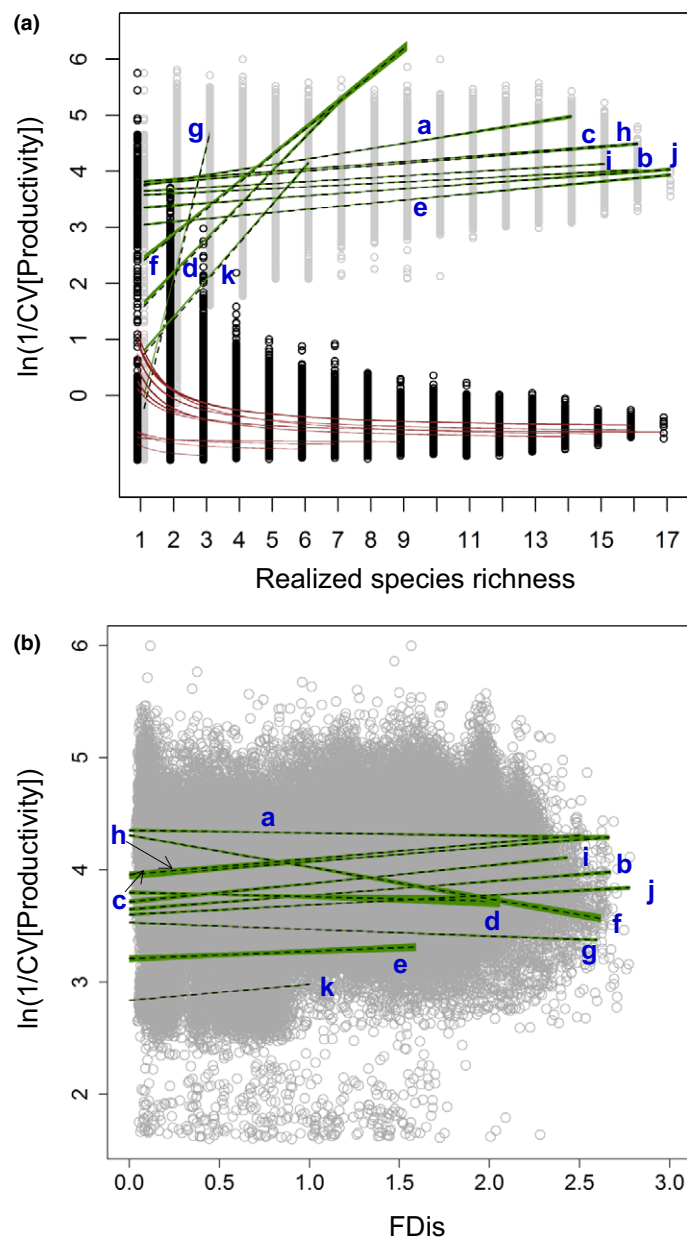 (a)
ln(1/CV[Productivity])
6
5
4
3
2
1
0
g
a
c h
i b j
e
f d k
1 2 3 4 5 6 7 8 9 11 13 15 17
Realized species richness
(b)
ln(1/CV[Productivity])
6
5
4
3
2
a
h
i
b
c
j
d
f
g
e
k
0.0 0.5 1.0 1.5 2.0 2.5 3.0
FDis